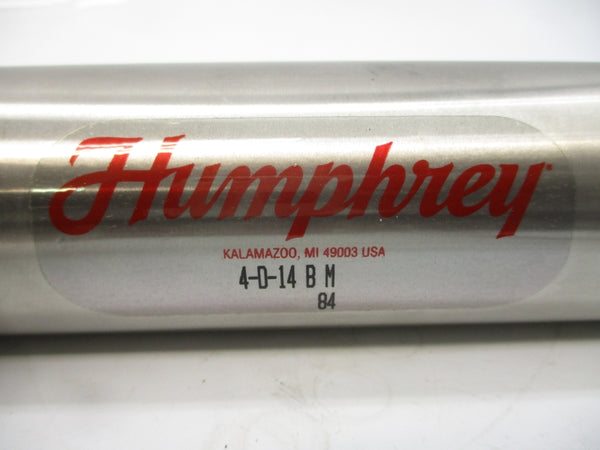 Humphrey
KALAMAZOO, MI 49003 USA
4-D-14 B M
84